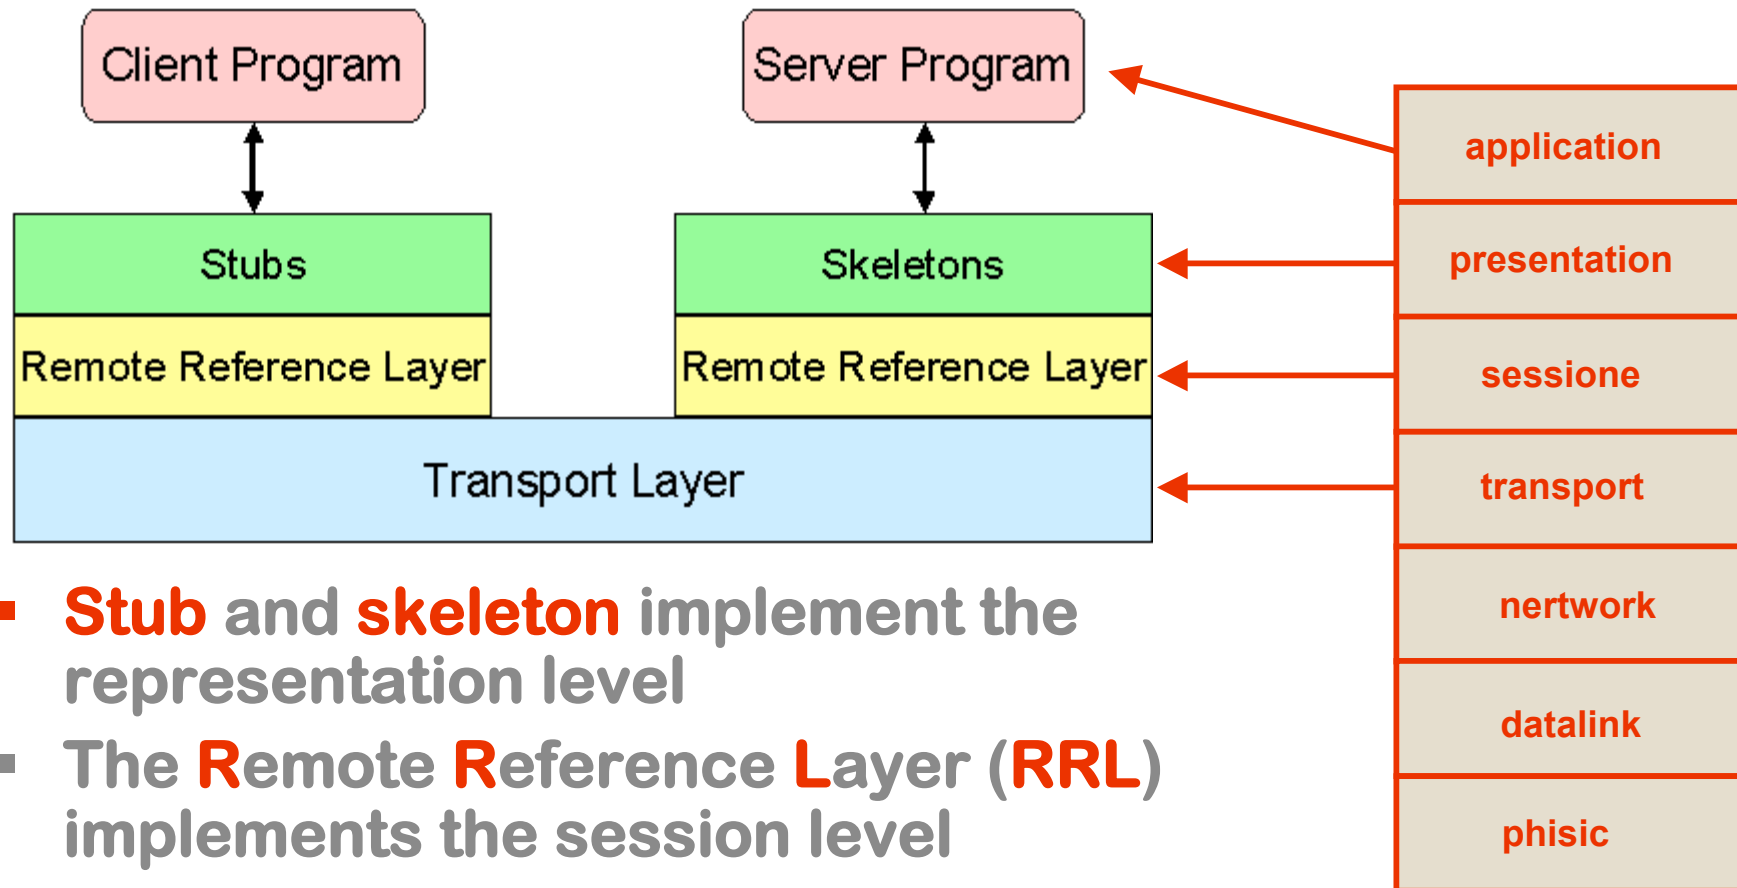 Client Program
Server Program
Stubs
Skeletons
Remote Reference Layer
Remote Reference Layer
Transport Layer
application
presentation
sessione
transport
nertwork
datalink
phisic
Stub and skeleton implement the
representation level
The Remote Reference Layer (RRL)
implements the session level